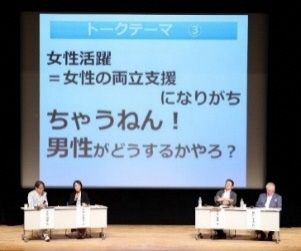 トークテーマ ③
女性活躍
＝女性の両立支援
になりがち
ちゃうねん！
男性がどうするかやろ？